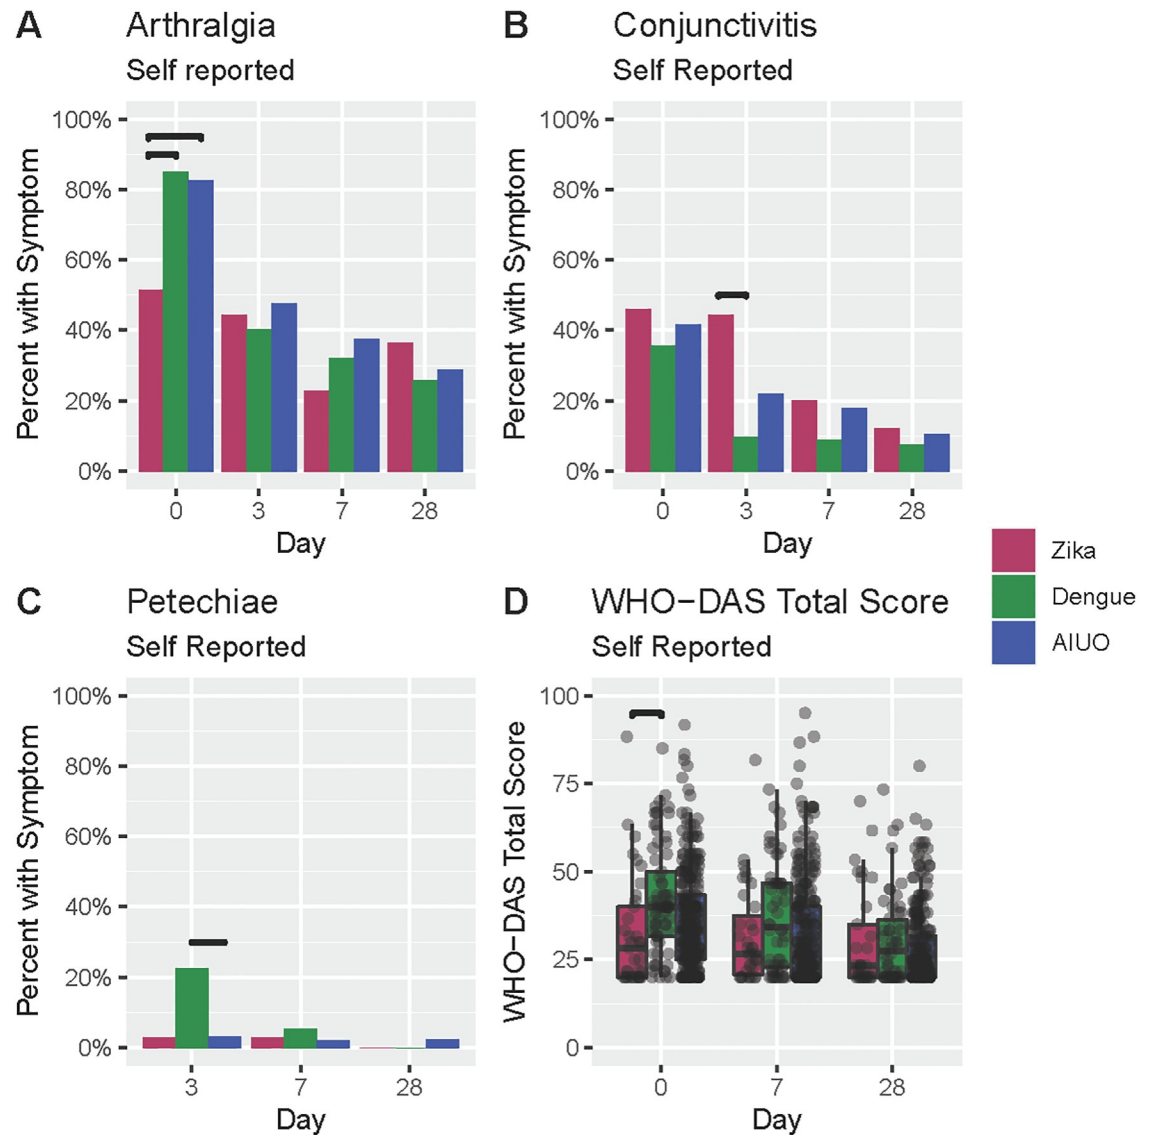 A Arthralgia
Self reported
Percent with Symptom
100%
80%
60%
40%
20%
0%
0 3 7 28
Day
B Conjunctivitis
Self Reported
Percent with Symptom
100%
80%
60%
40%
20%
0%
0 3 7 28
Day
Zika
Dengue
AIUO
C Petechiae
Self Reported
Percent with Symptom
100%
80%
60%
40%
20%
0%
3 7 28
Day
D WHO−DAS Total Score
Self Reported
WHO−DAS Total Score
100
75
50
25
0
0 7 28
Day